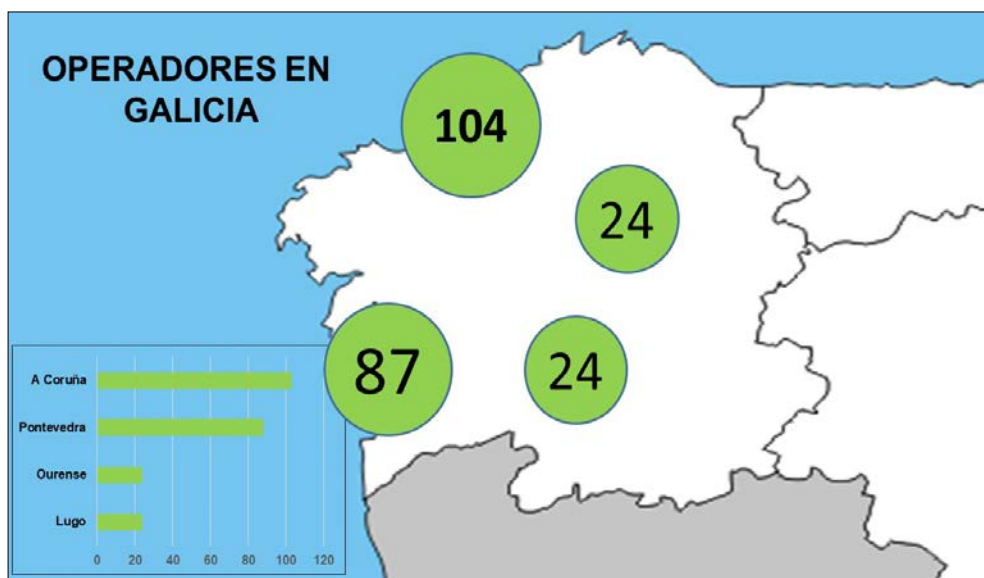 OPERADORES EN
GALICIA
104
24
87
24
A Coruña
Pontevedra
Ourense
Lugo
0 20 40 60 80 100 120